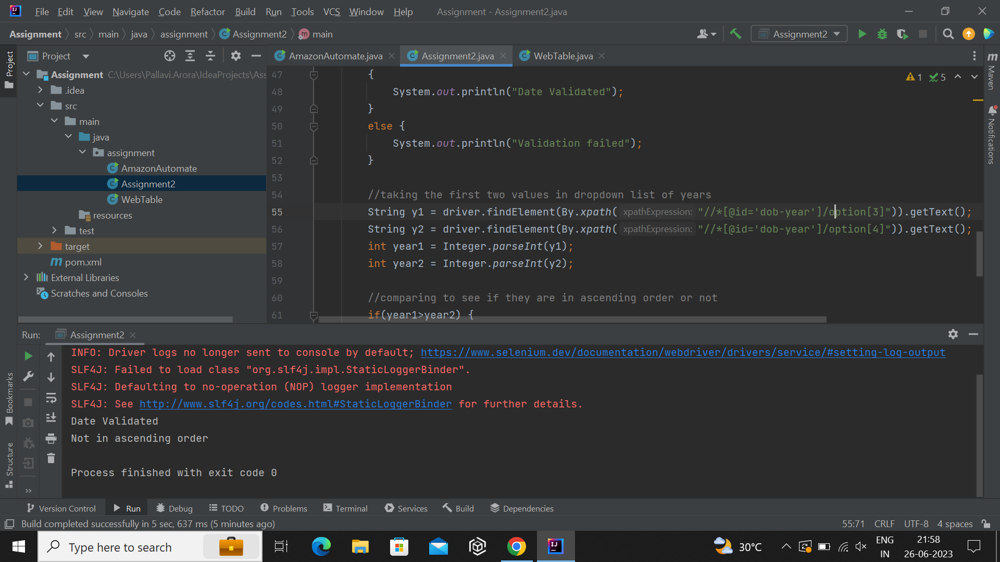 File Edit View Navigate Code Refactor Build Run Tools VCS Window Help Assignment - Assignment2.java
Assignment src main java assignment Assignment2 main Assignment2
Project
Project
AmazonAutomate.java Assignment2.java WebTable.java
Assignment C:\Users\Pallavi.Arora\IdeaProjects\Ass
.idea
src
main
java
assignment
AmazonAutomate
Assignment2
WebTable
resources
test
target
pom.xml
External Libraries
Scratches and Consoles
1 5
47 {
48 System.out.println("Date Validated");
49 }
50 else {
51 System.out.println("Validation failed");
52 }
53
54 //taking the first two values in dropdown list of years
55 String y1 = driver.findElement(By.xpath( xpathExpression: "//*[@id='dob-year']/option[3]")).getText();
56 String y2 = driver.findElement(By.xpath( xpathExpression: "//*[@id='dob-year']/option[4]")).getText();
57 int year1 = Integer.parseInt(y1);
58 int year2 = Integer.parseInt(y2);
59
60 //comparing to see if they are in ascending order or not
61 if(year1>year2) {
Maven
Notifications
Run: Assignment2
INFO: Driver logs no longer sent to console by default; https://www.selenium.dev/documentation/webdriver/drivers/service/#setting-log-output
SLF4J: Failed to load class "org.slf4j.impl.StaticLoggerBinder".
SLF4J: Defaulting to no-operation (NOP) logger implementation
SLF4J: See http://www.slf4j.org/codes.html#StaticLoggerBinder for further details.
Date Validated
Not in ascending order
Process finished with exit code 0
Bookmarks
Structure
Version Control Run Debug TODO Problems Terminal Services Build Dependencies
Build completed successfully in 5 sec, 637 ms (5 minutes ago) 55:71 CRLF UTF-8 4 spaces
Type here to search
30°C
ENG
IN
21:58
26-06-2023